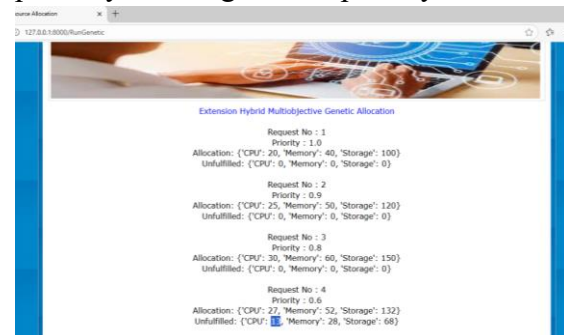 ource Allocation
127.0.0.1:8000/RunGenetic
Extension Hybrid Multiobjective Genetic Allocation
Request No : 1
Priority : 1.0
Allocation: {'CPU': 20, 'Memory': 40, 'Storage': 100}
Unfulfilled: {'CPU': 0, 'Memory': 0, 'Storage': 0}
Request No : 2
Priority : 0.9
Allocation: {'CPU': 25, 'Memory': 50, 'Storage': 120}
Unfulfilled: {'CPU': 0, 'Memory': 0, 'Storage': 0}
Request No : 3
Priority : 0.8
Allocation: {'CPU': 30, 'Memory': 60, 'Storage': 150}
Unfulfilled: {'CPU': 0, 'Memory': 0, 'Storage': 0}
Request No : 4
Priority : 0.6
Allocation: {'CPU': 27, 'Memory': 52, 'Storage': 132}
Unfulfilled: {'CPU': 13, 'Memory': 28, 'Storage': 68}